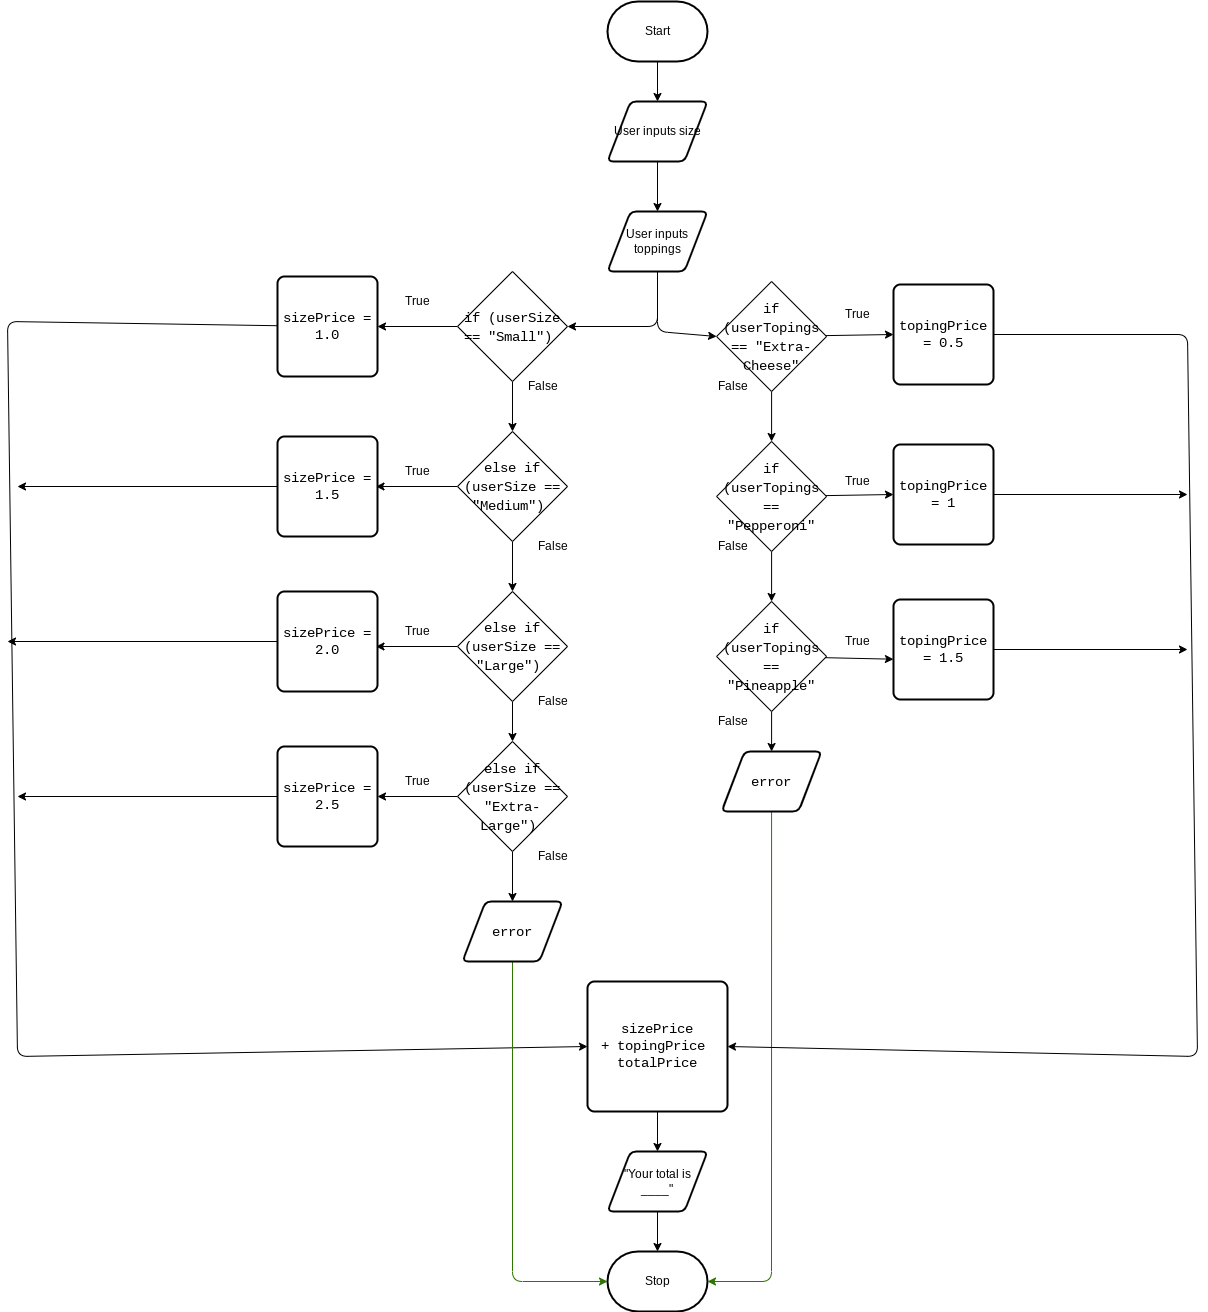 Start
User inputs size
User inputs
toppings
sizePrice =
1.0
True
if (userSize
== "Small")
if
(userTopings
== "Extra-
Cheese"
True
topingPrice
= 0.5
False
False
sizePrice =
1.5
True
else if
(userSize ==
"Medium")
if
(userTopings
==
"Pepperoni"
True
topingPrice
= 1
False
False
sizePrice =
2.0
True
else if
(userSize ==
"Large")
if
(userTopings
==
"Pineapple"
True
topingPrice
= 1.5
False
False
sizePrice =
2.5
True
else if
(userSize ==
"Extra-
Large")
error
False
error
sizePrice
+ topingPrice
totalPrice
"Your total is
____"
Stop